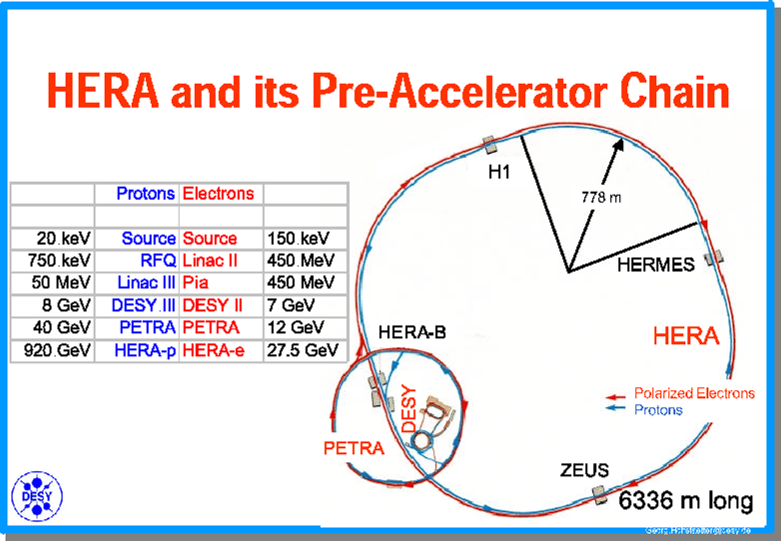 HERA and its Pre-Accelerator Chain
Protons Electrons
20.keV Source Source 150.keV
750.keV RFQ Linac II 450.MeV
50 MeV Linac III Pia 450 MeV
8 GeV DESY.III DESY II 7 GeV
40 GeV PETRA PETRA 12 GeV
920.GeV HERA-p HERA-e 27.5 GeV
H1
778 m
HERMES
HERA
HERA-B
DESY
PETRA
Polarized Electrons
Protons
ZEUS
6336 m long
DESY